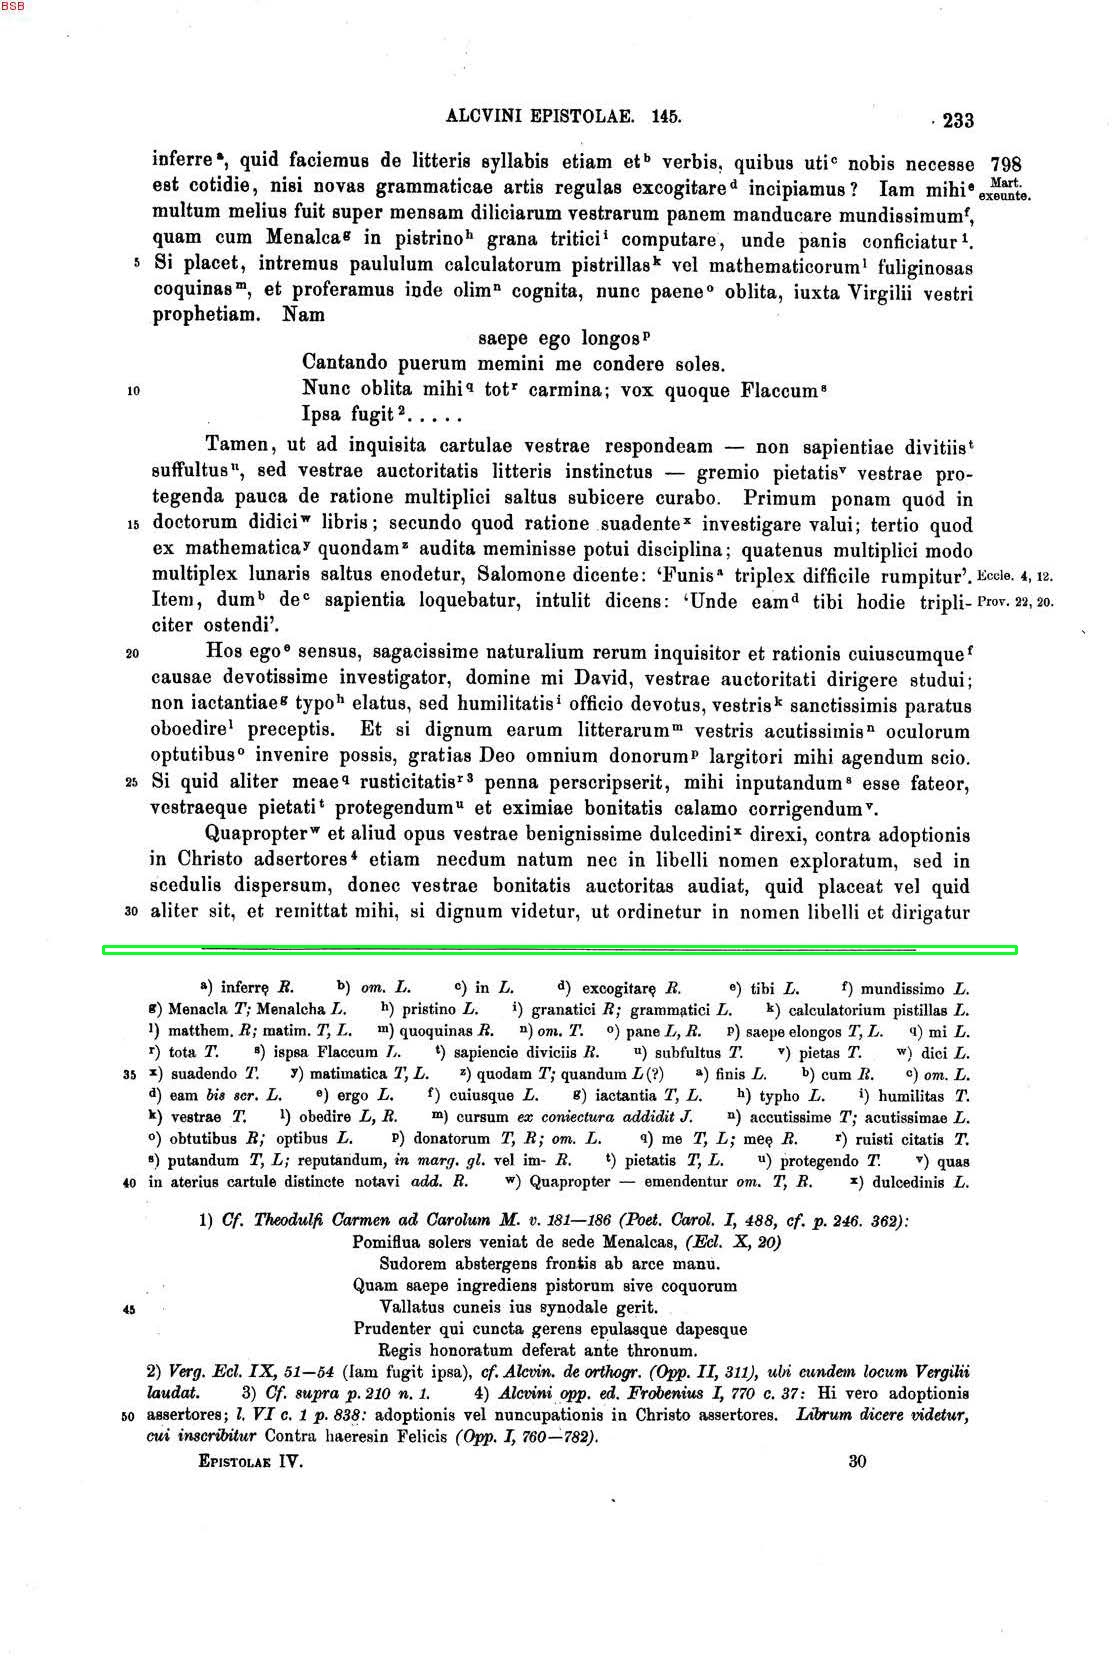 BSB
ALCVINI EPISTOLAE. 145.
233
inferre a, quid faciemus de litteris syllabis etiam et b verbis, quibus uti c nobis necesse 798
est cotidie, nisi novas grammaticae artis regulas excogitare d incipiamus? Iam mihi e Mart. exeunte.
multum melius fuit super mensam diliciarum vestrarum panem manducare mundissimum f,
quam cum Menalca g in pistrino h grana tritici i computare, unde panis conficiatur 1.
5 Si placet, intremus paululum calculatorum pistrillas k vel mathematicorum l fuliginosas
coquinas m, et proferamus inde olim n cognita, nunc paene o oblita, iuxta Virgilii vestri
prophetiam. Nam
saepe ego longos p
Cantando puerum memini me condere soles.
10 Nunc oblita mihi q tot r carmina; vox quoque Flaccum s
Ipsa fugit 2.....
Tamen, ut ad inquisita cartulae vestrae respondeam — non sapientiae divitiis t
suffultus u, sed vestrae auctoritatis litteris instinctus — gremio pietatis v vestrae pro-
tegenda pauca de ratione multiplici saltus subicere curabo. Primum ponam quod in
15 doctorum didici w libris; secundo quod ratione suadente x investigare valui; tertio quod
ex mathematica y quondam z audita meminisse potui disciplina; quatenus multiplici modo
multiplex lunaris saltus enodetur, Salomone dicente: ‘Funis a triplex difficile rumpitur’. Eccle. 4, 12.
Item, dum b de c sapientia loquebatur, intulit dicens: ‘Unde eam d tibi hodie tripli- Prov. 22, 20.
citer ostendi’.
20 Hos ego e sensus, sagacissime naturalium rerum inquisitor et rationis cuiuscumque f
causae devotissime investigator, domine mi David, vestrae auctoritati dirigere studui;
non iactantiae g typo h elatus, sed humilitatis i officio devotus, vestris k sanctissimis paratus
oboedire l preceptis. Et si dignum earum litterarum m vestris acutissimis n oculorum
optutibus o invenire possis, gratias Deo omnium donorum p largitori mihi agendum scio.
25 Si quid aliter meae q rusticitatis r 3 penna perscripserit, mihi inputandum s esse fateor,
vestraeque pietati t protegendum u et eximiae bonitatis calamo corrigendum v.
Quapropter w et aliud opus vestrae benignissime dulcedini x direxi, contra adoptionis
in Christo adsertores 4 etiam necdum natum nec in libelli nomen exploratum, sed in
scedulis dispersum, donec vestrae bonitatis auctoritas audiat, quid placeat vel quid
30 aliter sit, et remittat mihi, si dignum videtur, ut ordinetur in nomen libelli et dirigatur
a) inferrę R. b) om. L. c) in L. d) excogitarę R. e) tibi L. f) mundissimo L.
g) Menacla T; Menalcha L. h) pristino L. i) granatici R; grammatici L. k) calculatorium pistillas L.
l) matthem. R; matim. T, L. m) quoquinas R. n) om. T. o) pane L, R. p) saepe elongos T, L. q) mi L.
r) tota T. s) ispsa Flaccum L. t) sapiencie diviciis R. u) subfultus T. v) pietas T. w) dici L.
35 x) suadendo T. y) matimatica T, L. z) quodam T; quandum L(?) a) finis L. b) cum R. c) om. L.
d) eam bis scr. L. e) ergo L. f) cuiusque L. g) iactantia T, L. h) typho L. i) humilitas T.
k) vestrae T. l) obedire L, R. m) cursum ex coniectura addidit J. n) accutissime T; acutissimae L.
o) obtutibus R; optibus L. p) donatorum T, R; om. L. q) me T, L; meę R. r) ruisti citatis T.
s) putandum T, L; reputandum, in marg. gl. vel im- R. t) pietatis T, L. u) protegendo T. v) quas
40 in aterius cartule distincte notavi add. R. w) Quapropter — emendentur om. T, R. x) dulcedinis L.
1) Cf. Theodulfi Carmen ad Carolum M. v. 181—186 (Poet. Carol. I, 488, cf. p. 246. 362):
Pomiflua solers veniat de sede Menalcas, (Ecl. X, 20)
Sudorem abstergens frontis ab arce manu.
Quam saepe ingrediens pistorum sive coquorum
45 Vallatus cuneis ius synodale gerit.
Prudenter qui cuncta gerens epulasque dapesque
Regis honoratum deferat ante thronum.
2) Verg. Ecl. IX, 51—54 (Iam fugit ipsa), cf. Alcvin. de orthogr. (Opp. II, 311), ubi eundem locum Vergilii
laudat. 3) Cf. supra p. 210 n. 1. 4) Alcvini opp. ed. Frobenius I, 770 c. 37: Hi vero adoptionis
50 assertores; l. VI c. 1 p. 838: adoptionis vel nuncupationis in Christo assertores. Librum dicere videtur,
cui inscribitur Contra haeresin Felicis (Opp. I, 760—782).
EPISTOLAE IV.
30